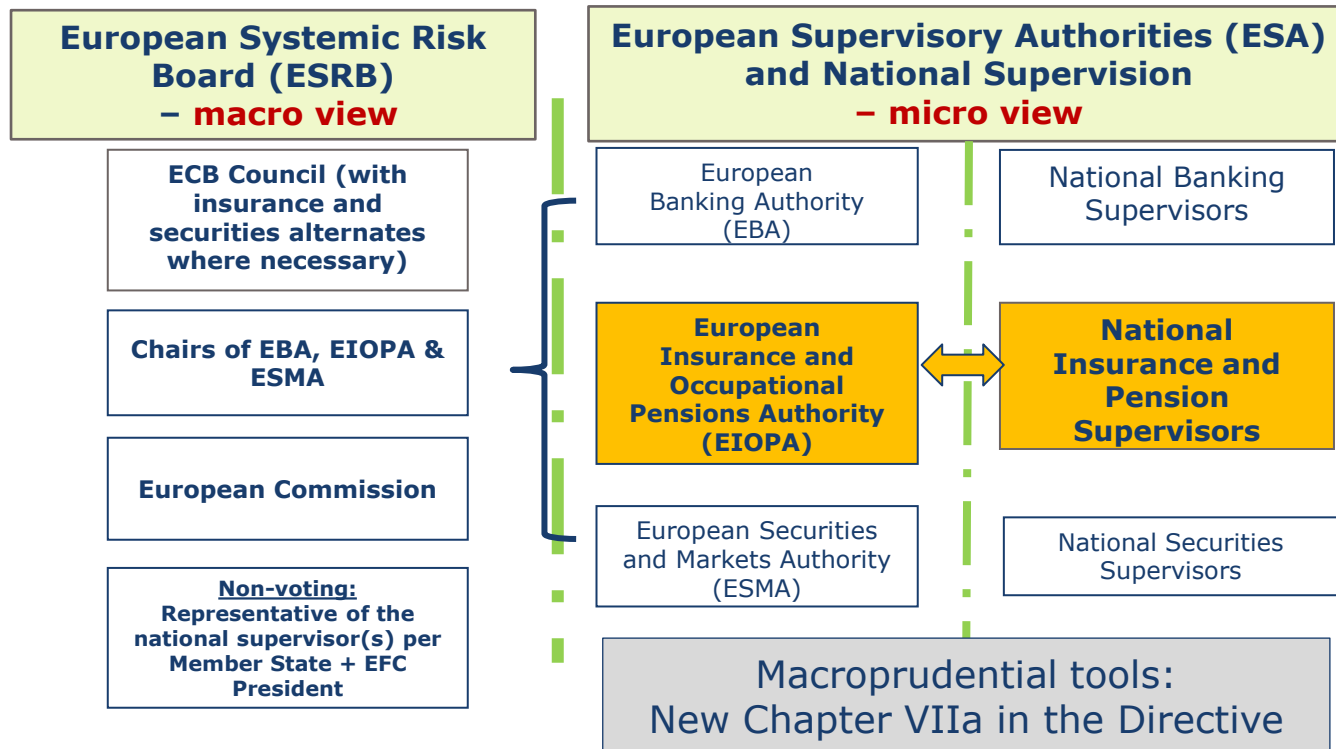 European Systemic Risk
Board (ESRB)
– macro view
ECB Council (with
insurance and
securities alternates
where necessary)
Chairs of EBA, EIOPA &
ESMA
European Commission
Non-voting:
Representative of the
national supervisor(s) per
Member State + EFC
President
European Supervisory Authorities (ESA)
and National Supervision
– micro view
European
Banking Authority
(EBA)
National Banking
Supervisors
European
Insurance and
Occupational
Pensions Authority
(EIOPA)
National
Insurance and
Pension
Supervisors
European Securities
and Markets Authority
(ESMA)
National Securities
Supervisors
Macroprudential tools:
New Chapter VIIa in the Directive